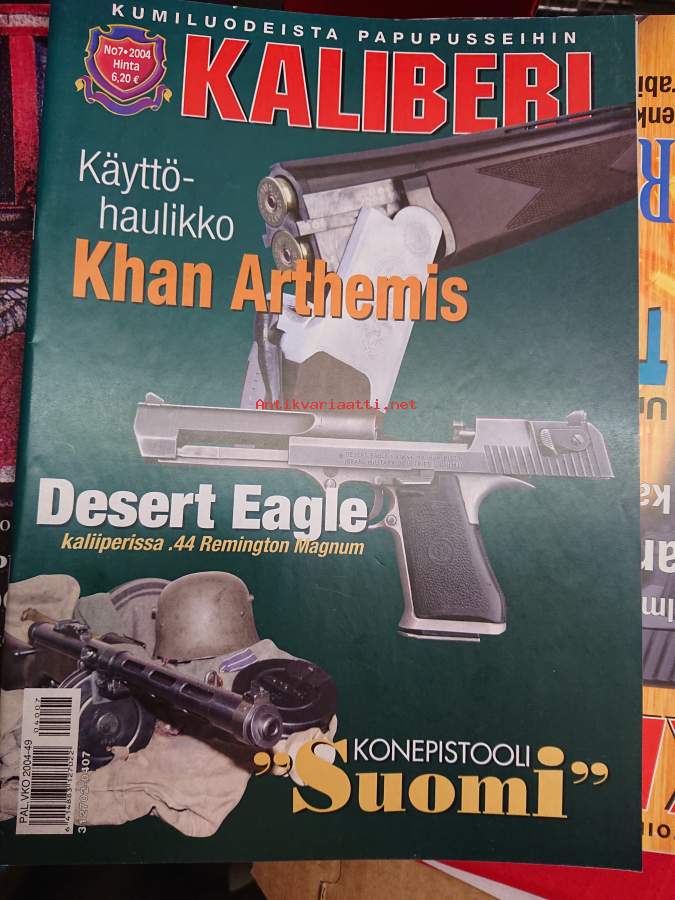 KUMILUODEISTA PAPUPUSSEIHIN
No7•2004
Hinta
6,20 €
KALIBERI
Käyttö-
haulikko
Khan Arthemis
Antikvariaatti.net
Desert Eagle
kaliiperissa .44 Remington Magnum
KONEPISTOOLI
”Suomi”
PAL.VKO 2004-49
04007